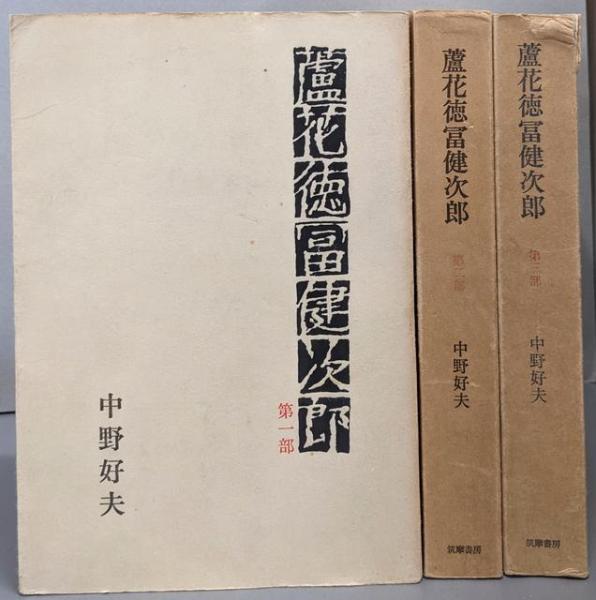 蘆花徳冨健次郎
第一部
中野好夫
蘆花徳冨健次郎
第二部
中野好夫
筑摩書房
蘆花徳冨健次郎
第三部
中野好夫
筑摩書房